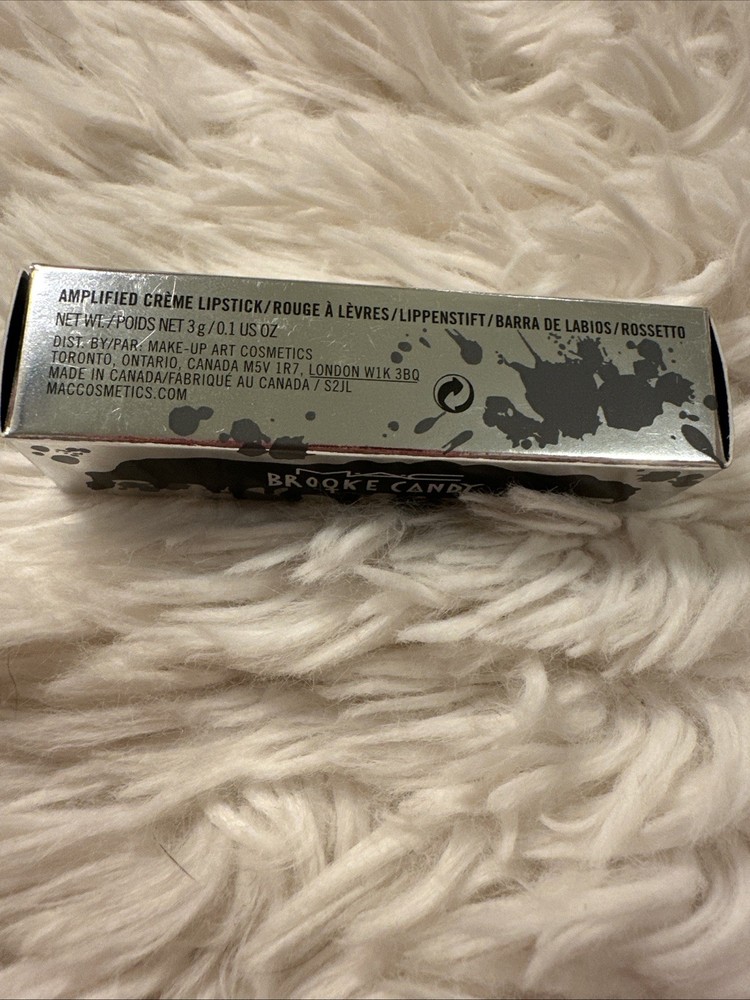 AMPLIFIED CRÈME LIPSTICK/ROUGE À LÈVRES/LIPPENSTIFT/BARRA DE LABIOS/ROSSETTO
NET WT./POIDS NET 3 g/0.1 US OZ
DIST. BY/PAR. MAKE-UP ART COSMETICS
TORONTO, ONTARIO, CANADA M5V 1R7, LONDON W1K 3BQ
MADE IN CANADA/FABRIQUÉ AU CANADA / S2JL
MACCOSMETICS.COM
MAC
BROOKE CANDY